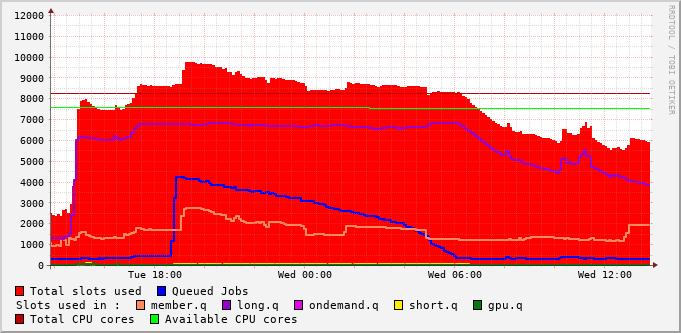 RRDTOOL / TOBI OETIKER
12000
11000
10000
9000
8000
7000
6000
5000
4000
3000
2000
1000
0
Tue 18:00 Wed 00:00 Wed 06:00 Wed 12:00
Total slots used Queued Jobs
Slots used in : member.q long.q ondemand.q short.q gpu.q
Total CPU cores Available CPU cores